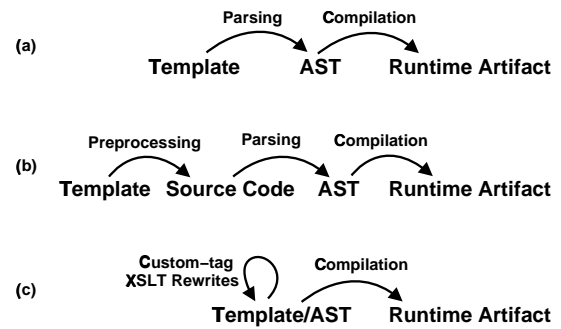 Parsing Compilation
(a)
Template AST Runtime Artifact
Preprocessing Parsing Compilation
(b)
Template Source Code AST Runtime Artifact
Custom−tag Compilation
XSLT Rewrites
(c)
Template/AST Runtime Artifact